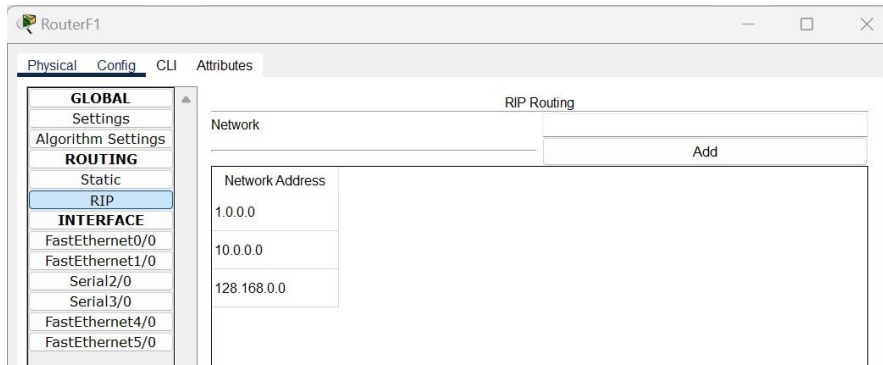 RouterF1
Physical Config CLI Attributes
GLOBAL
Settings
Algorithm Settings
ROUTING
Static
RIP
INTERFACE
FastEthernet0/0
FastEthernet1/0
Serial2/0
Serial3/0
FastEthernet4/0
FastEthernet5/0
RIP Routing
Network
Add
Network Address
1.0.0.0
10.0.0.0
128.168.0.0